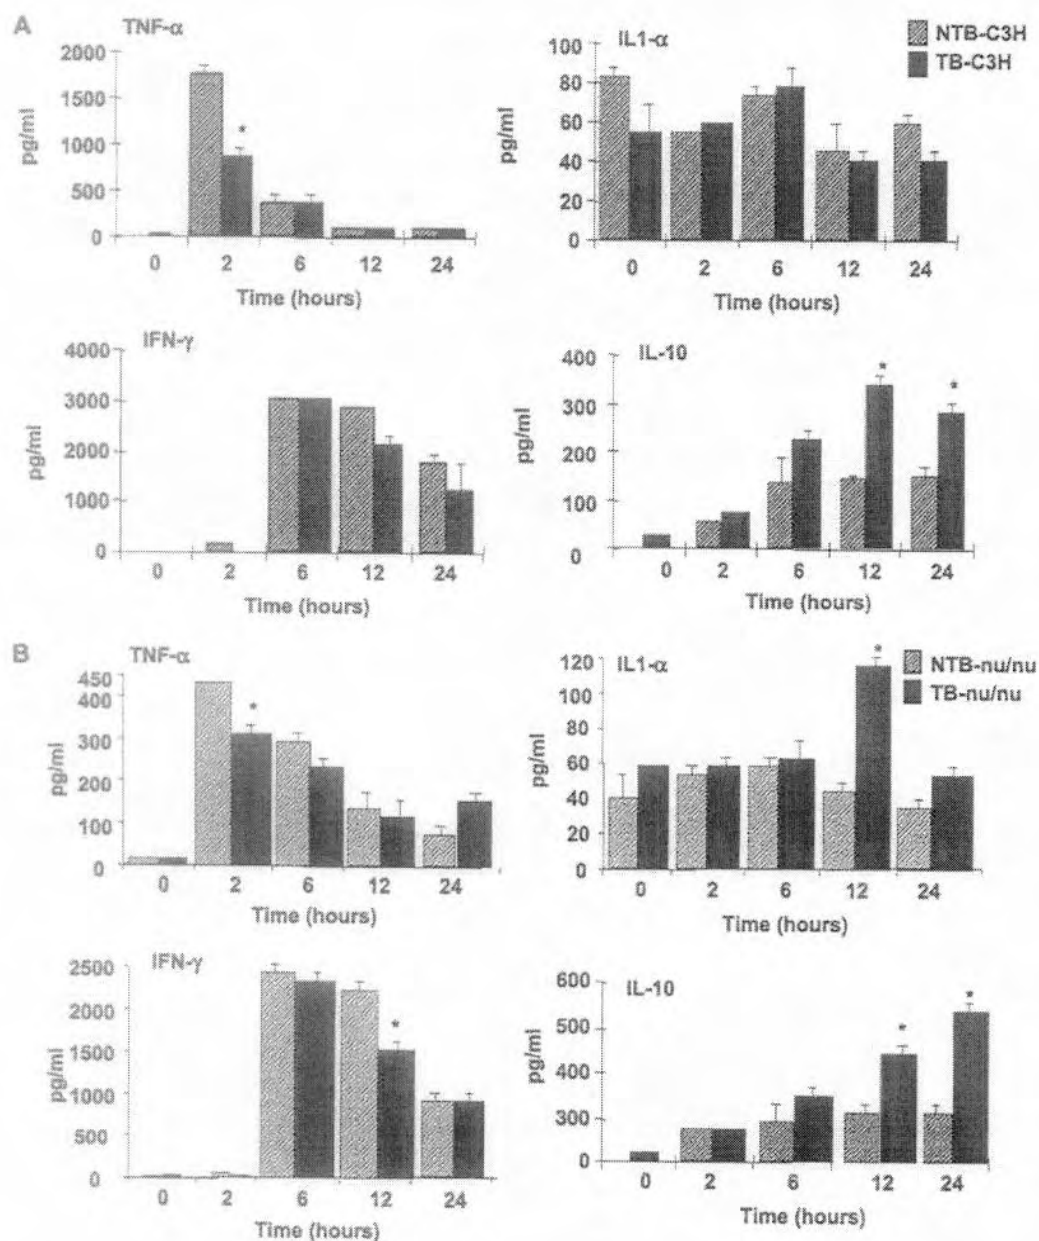 A
TNF-α
2000
1500
1000
500
0
pg/ml
*
0 2 6 12 24
Time (hours)
IL1-α
100
80
60
40
20
0
pg/ml
0 2 6 12 24
Time (hours)
NTB-C3H
TB-C3H
IFN-γ
4000
3000
2000
1000
0
pg/ml
0 2 6 12 24
Time (hours)
IL-10
400
300
200
100
0
pg/ml
* *
0 2 6 12 24
Time (hours)
B
TNF-α
450
400
300
200
100
0
pg/ml
*
0 2 6 12 24
Time (hours)
IL1-α
120
100
80
60
40
20
0
pg/ml
*
0 2 6 12 24
Time (hours)
NTB-nu/nu
TB-nu/nu
IFN-γ
2500
2000
1500
1000
500
0
pg/ml
*
0 2 6 12 24
Time (hours)
IL-10
600
500
400
300
0
pg/ml
* *
0 2 6 12 24
Time (hours)